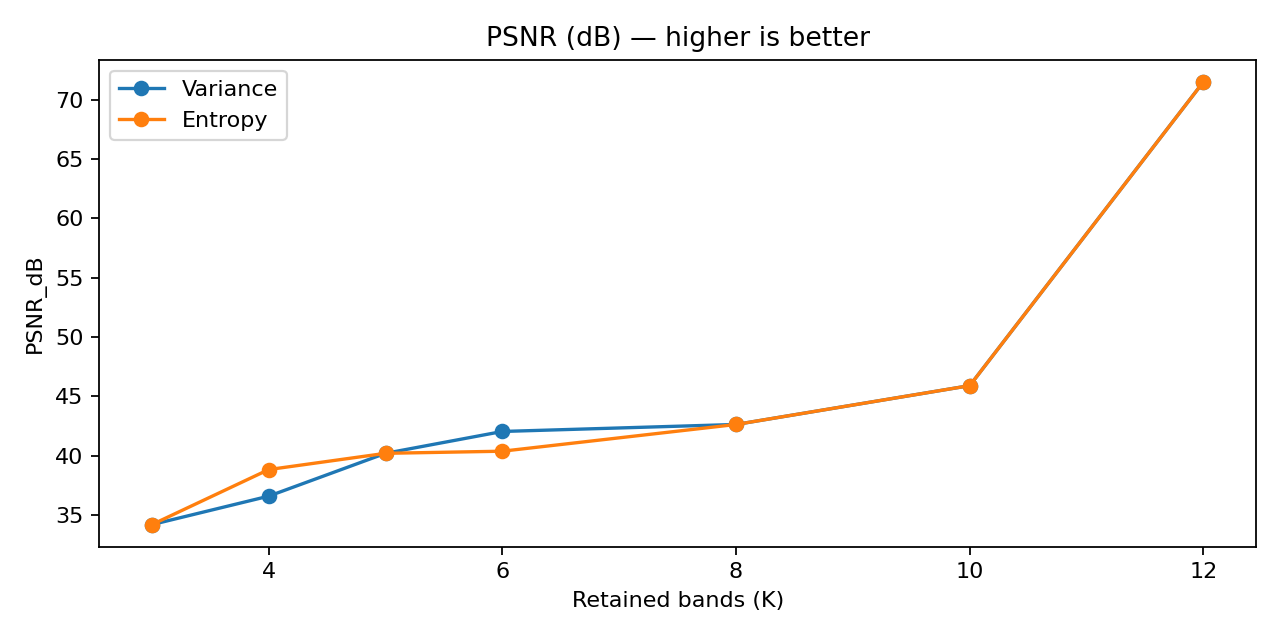 PSNR (dB) — higher is better
Variance
Entropy
70
65
60
55
50
45
40
35
PSNR_dB
4 6 8 10 12
Retained bands (K)